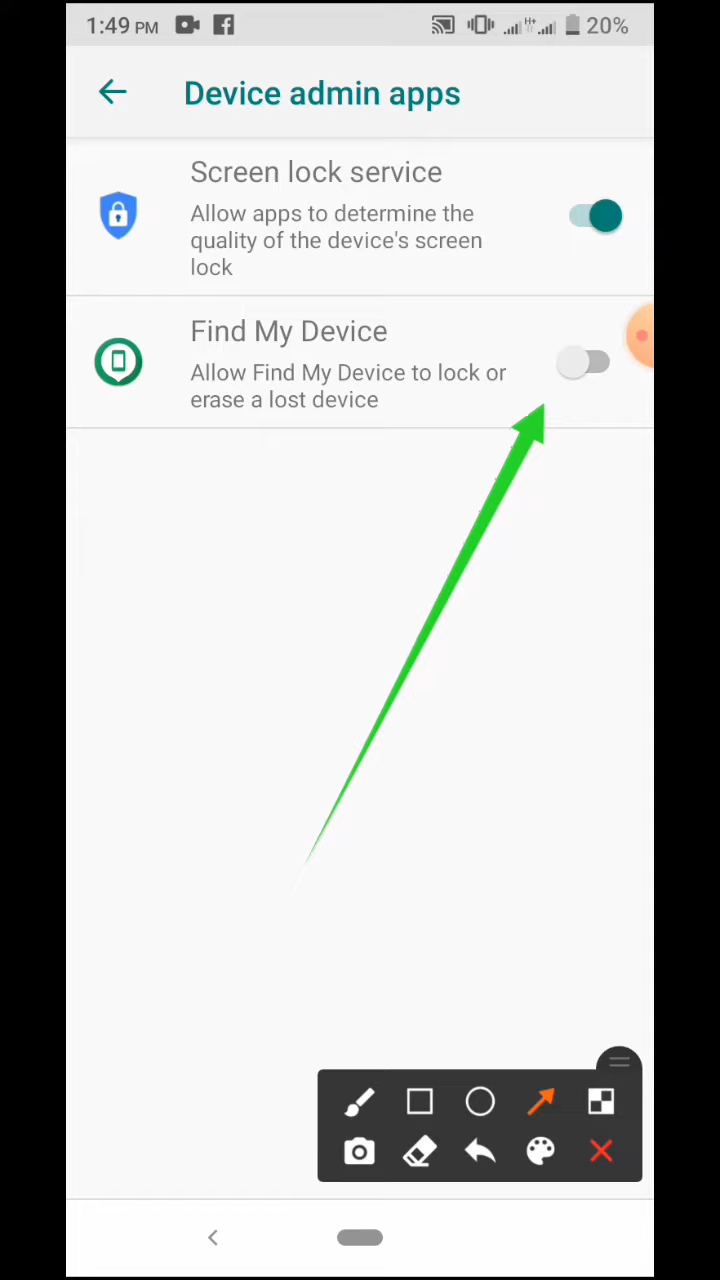 1:49 PM
H+
20%
Device admin apps
Screen lock service
Allow apps to determine the
quality of the device's screen
lock
Find My Device
Allow Find My Device to lock or
erase a lost device